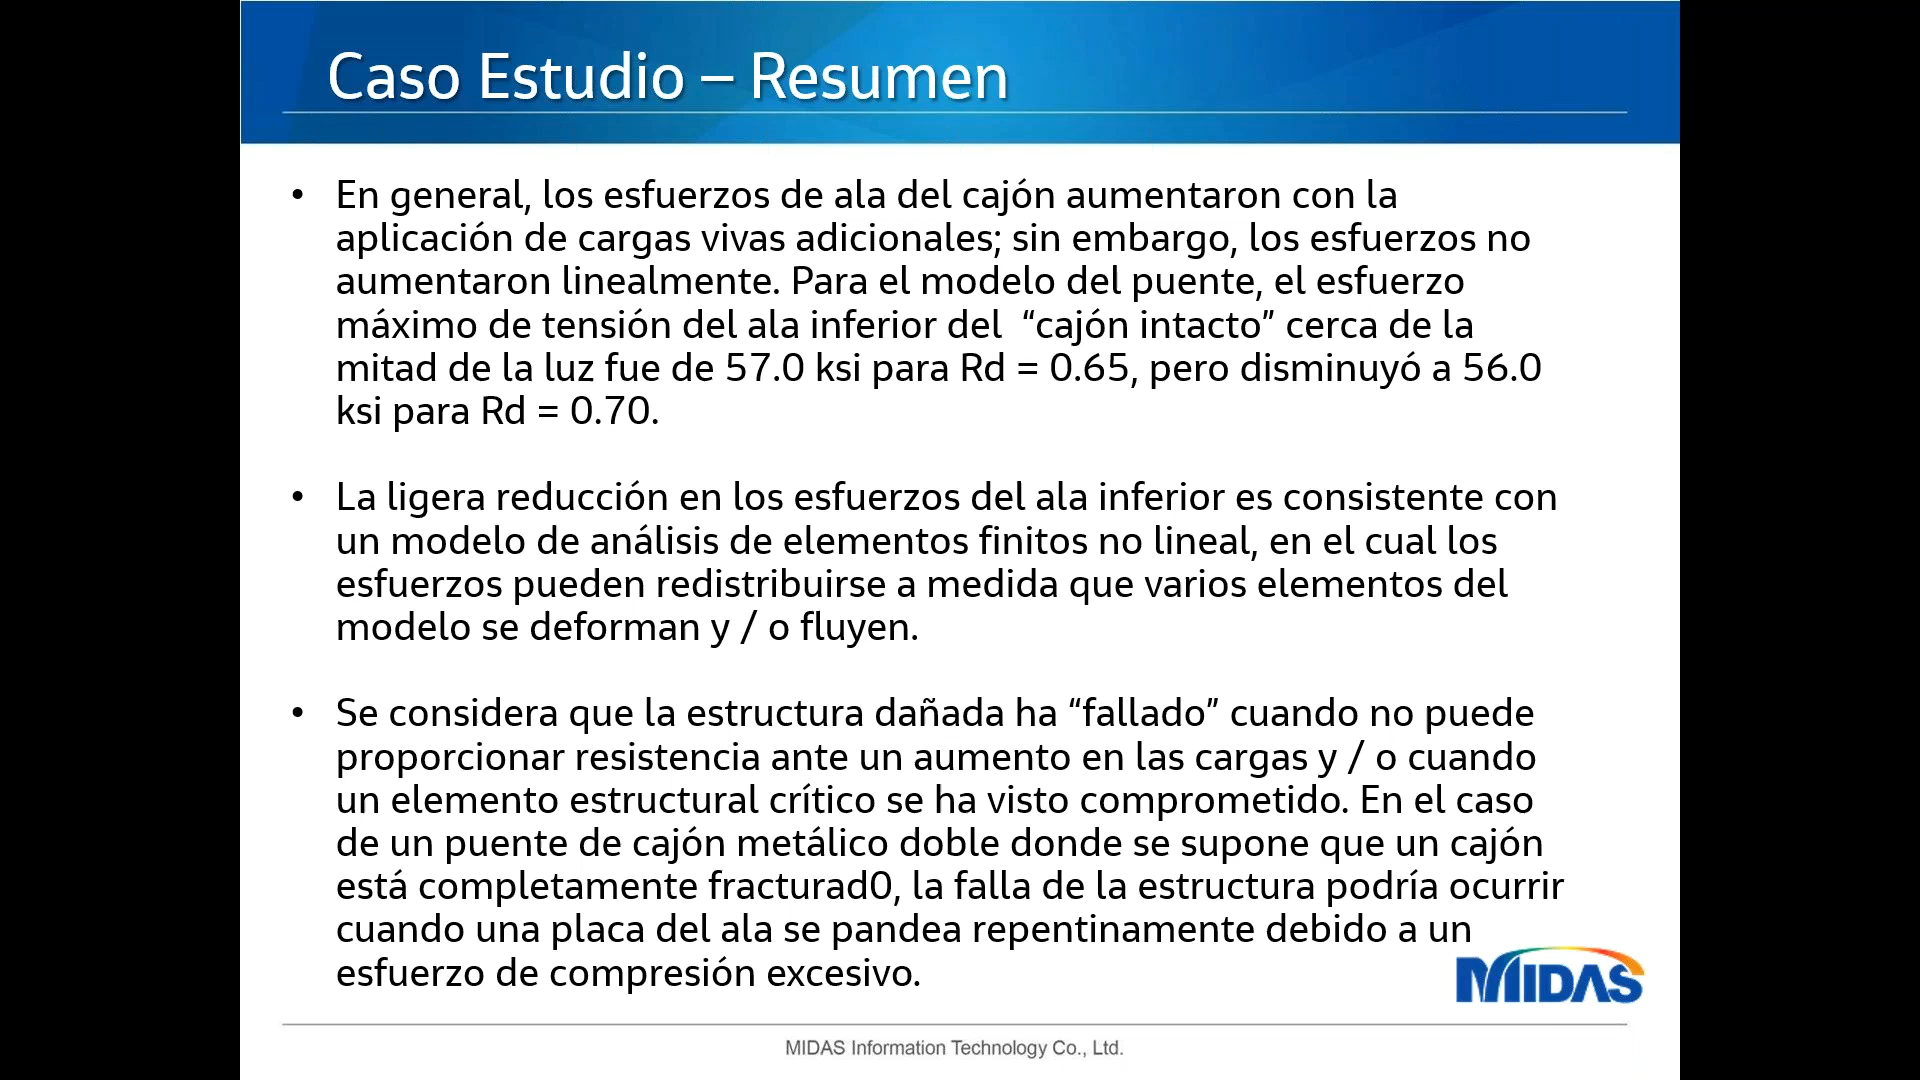 Caso Estudio – Resumen
• En general, los esfuerzos de ala del cajón aumentaron con la
aplicación de cargas vivas adicionales; sin embargo, los esfuerzos no
aumentaron linealmente. Para el modelo del puente, el esfuerzo
máximo de tensión del ala inferior del “cajón intacto” cerca de la
mitad de la luz fue de 57.0 ksi para Rd = 0.65, pero disminuyó a 56.0
ksi para Rd = 0.70.
• La ligera reducción en los esfuerzos del ala inferior es consistente con
un modelo de análisis de elementos finitos no lineal, en el cual los
esfuerzos pueden redistribuirse a medida que varios elementos del
modelo se deforman y / o fluyen.
• Se considera que la estructura dañada ha “fallado” cuando no puede
proporcionar resistencia ante un aumento en las cargas y / o cuando
un elemento estructural crítico se ha visto comprometido. En el caso
de un puente de cajón metálico doble donde se supone que un cajón
está completamente fracturad0, la falla de la estructura podría ocurrir
cuando una placa del ala se pandea repentinamente debido a un
esfuerzo de compresión excesivo.
MIDAS
MIDAS Information Technology Co., Ltd.